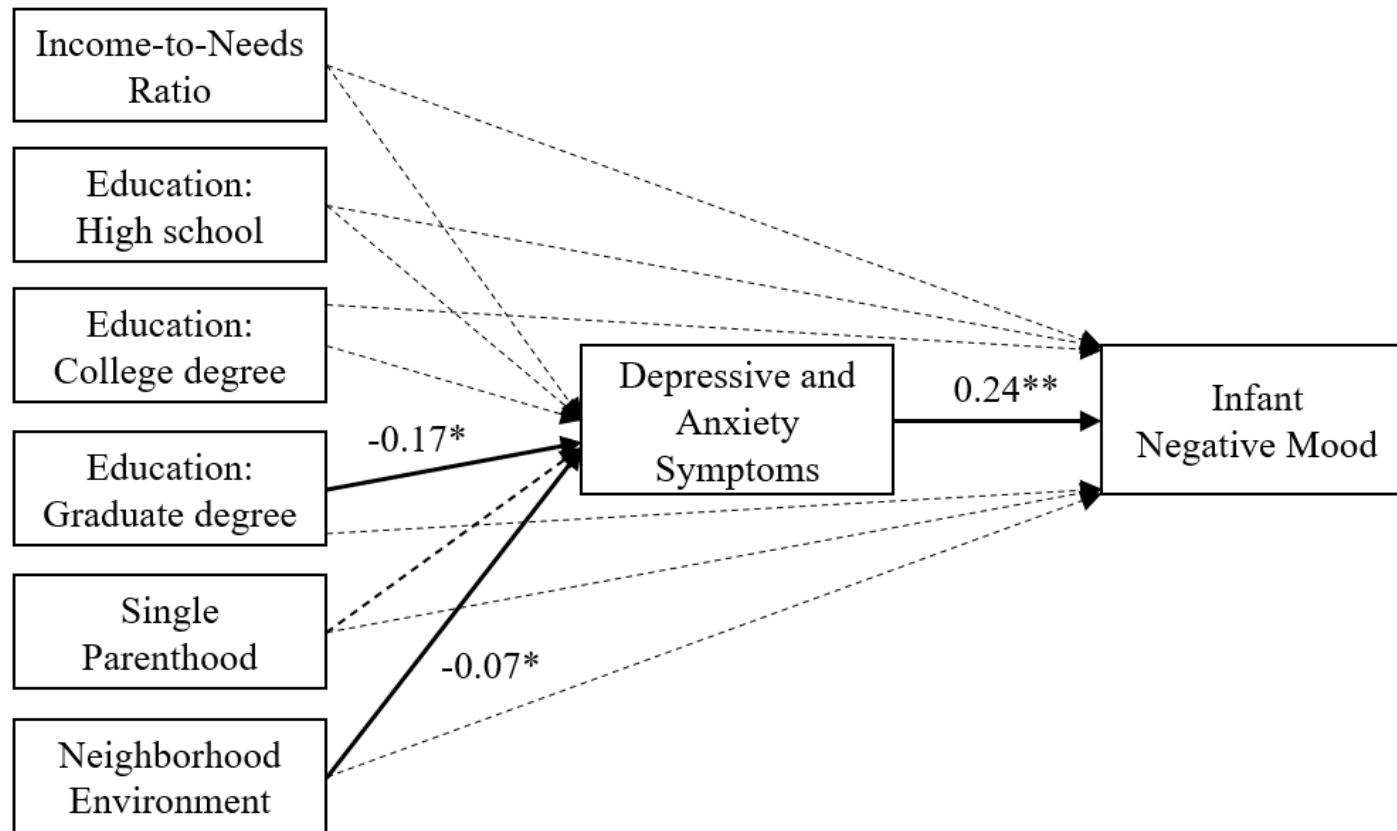 Income-to-Needs
Ratio
Education:
High school
Education:
College degree
Education:
Graduate degree
Single
Parenthood
Neighborhood
Environment
-0.17*
-0.07*
Depressive and
Anxiety
Symptoms
0.24**
Infant
Negative Mood